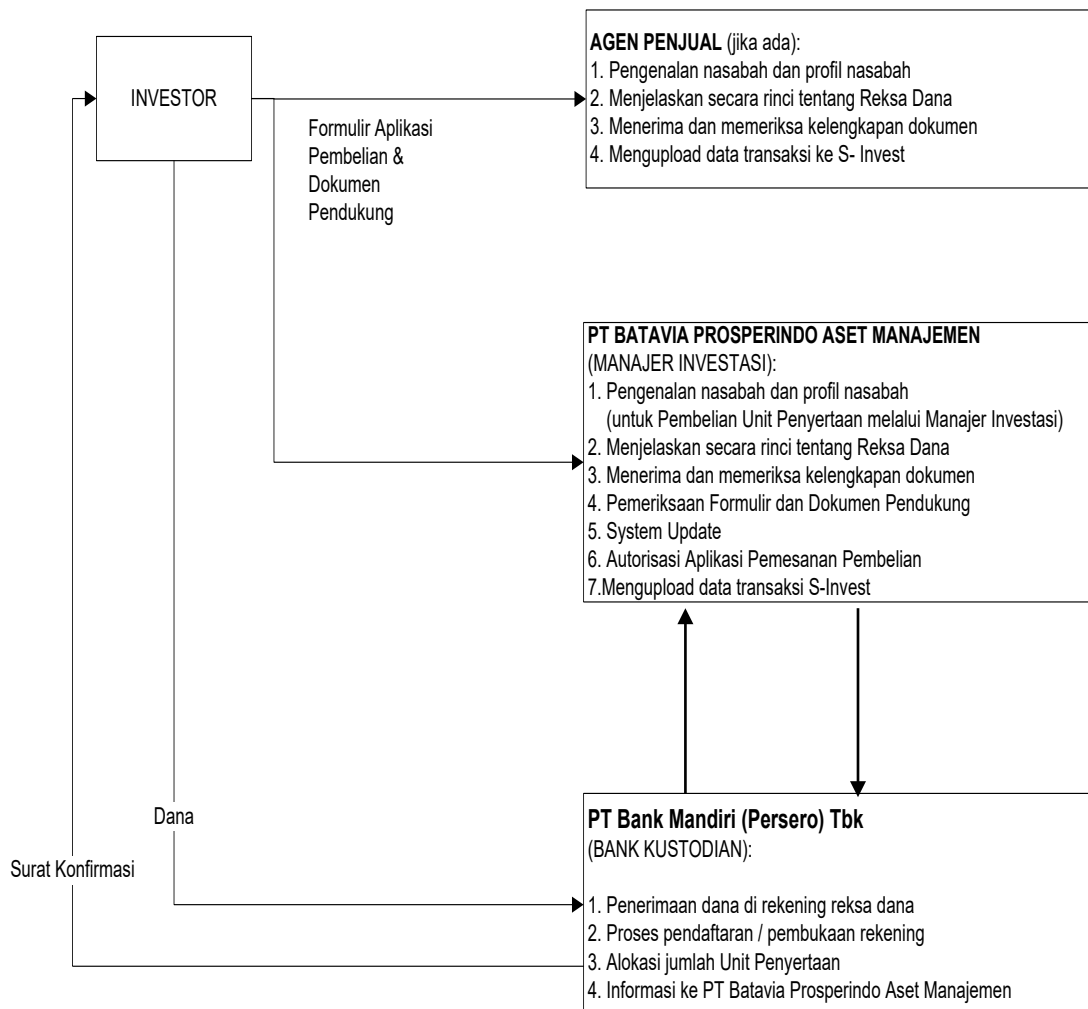 INVESTOR
Formulir Aplikasi
Pembelian &
Dokumen
Pendukung
AGEN PENJUAL (jika ada):
1. Pengenalan nasabah dan profil nasabah
2. Menjelaskan secara rinci tentang Reksa Dana
3. Menerima dan memeriksa kelengkapan dokumen
4. Mengupload data transaksi ke S- Invest
PT BATAVIA PROSPERINDO ASET MANAJEMEN
(MANAJER INVESTASI):
1. Pengenalan nasabah dan profil nasabah
(untuk Pembelian Unit Penyertaan melalui Manajer Investasi)
2. Menjelaskan secara rinci tentang Reksa Dana
3. Menerima dan memeriksa kelengkapan dokumen
4. Pemeriksaan Formulir dan Dokumen Pendukung
5. System Update
6. Autorisasi Aplikasi Pemesanan Pembelian
7.Mengupload data transaksi S-Invest
Dana
Surat Konfirmasi
PT Bank Mandiri (Persero) Tbk
(BANK KUSTODIAN):
1. Penerimaan dana di rekening reksa dana
2. Proses pendaftaran / pembukaan rekening
3. Alokasi jumlah Unit Penyertaan
4. Informasi ke PT Batavia Prosperindo Aset Manajemen